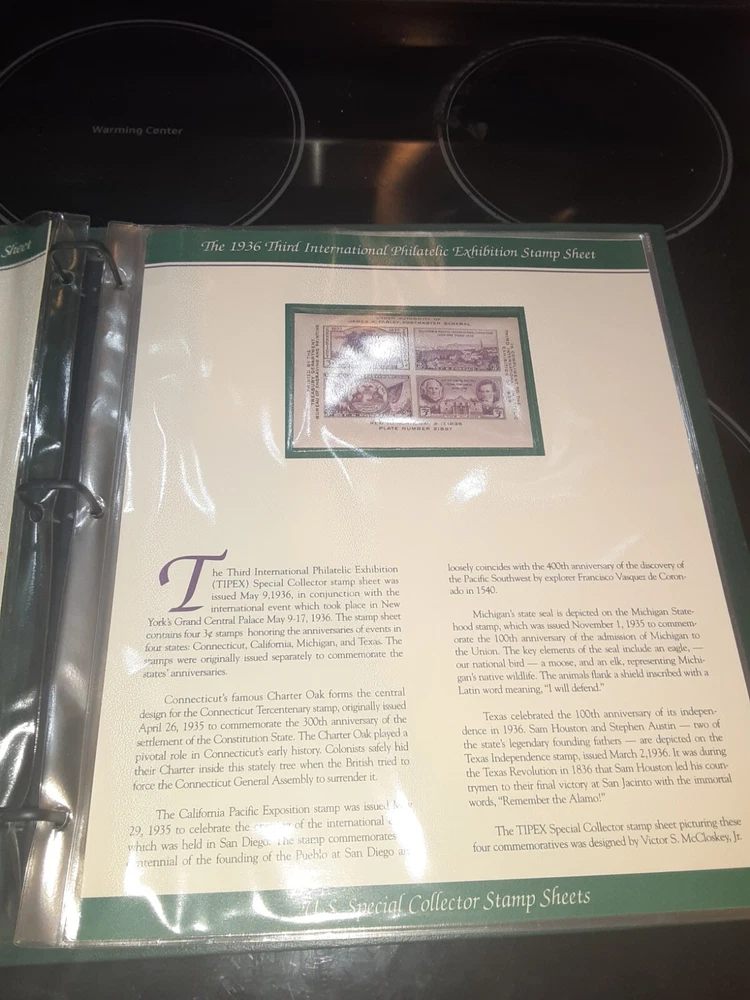 Warming Center
Sheet
The 1936 Third International Philatelic Exhibition Stamp Sheet
JAMES A. FARLEY, POSTMASTER GENERAL
TREASURY DEPARTMENT
BUREAU OF ENGRAVING AND PRINTING
PLATE NUMBER 21587
The Third International Philatelic Exhibition
(TIPEX) Special Collector stamp sheet was
issued May 9,1936, in conjunction with the
international event which took place in New
York's Grand Central Palace May 9-17, 1936. The stamp sheet
contains four 3¢ stamps honoring the anniversaries of events in
four states: Connecticut, California, Michigan, and Texas. The
stamps were originally issued separately to commemorate the
states' anniversaries.
Connecticut's famous Charter Oak forms the central
design for the Connecticut Tercentenary stamp, originally issued
April 26, 1935 to commemorate the 300th anniversary of the
settlement of the Constitution State. The Charter Oak played a
pivotal role in Connecticut's early history. Colonists safely hid
their Charter inside this stately tree when the British tried to
force the Connecticut General Assembly to surrender it.
The California Pacific Exposition stamp was issued May
29, 1935 to celebrate the of the international
which was held in San Diego. The stamp commemorates
centennial of the founding of the Pueblo at San Diego
loosely coincides with the 400th anniversary of the discovery of
the Pacific Southwest by explorer Francisco Vasquez de Coron-
ado in 1540.
Michigan's state seal is depicted on the Michigan State-
hood stamp, which was issued November 1, 1935 to commem-
orate the 100th anniversary of the admission of Michigan to
the Union. The key elements of the seal include an eagle, —
our national bird — a moose, and an elk, representing Michi-
gan's native wildlife. The animals flank a shield inscribed with a
Latin word meaning, "I will defend."
Texas celebrated the 100th anniversary of its indepen-
dence in 1936. Sam Houston and Stephen Austin — two of
the state's legendary founding fathers — are depicted on the
Texas Independence stamp, issued March 2,1936. It was during
the Texas Revolution in 1836 that Sam Houston led his coun-
trymen to their final victory at San Jacinto with the immortal
words, "Remember the Alamo!"
The TIPEX Special Collector stamp sheet picturing these
four commemoratives was designed by Victor S. McCloskey, Jr.
U.S. Special Collector Stamp Sheets